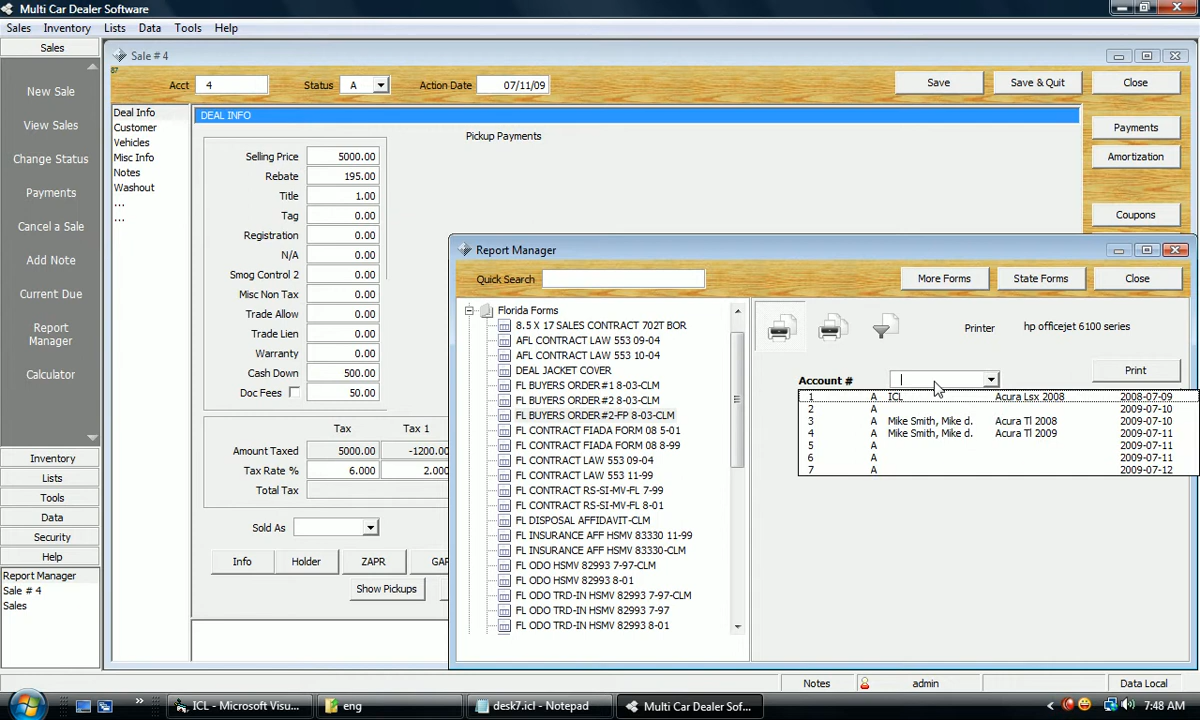 Multi Car Dealer Software
Sales Inventory Lists Data Tools Help
Sales
New Sale
View Sales
Change Status
Payments
Cancel a Sale
Add Note
Current Due
Report
Manager
Calculator
Inventory
Lists
Tools
Data
Security
Help
Report Manager
Sale # 4
Sales
Sale # 4
Acct 4 Status A Action Date 07/11/09 Save Save & Quit Close
Deal Info
Customer
Vehicles
Misc Info
Notes
Washout
...
...
DEAL INFO
Pickup Payments
Selling Price 5000.00
Rebate 195.00
Title 1.00
Tag 0.00
Registration 0.00
N/A 0.00
Smog Control 2 0.00
Misc Non Tax 0.00
Trade Allow 0.00
Trade Lien 0.00
Warranty 0.00
Cash Down 500.00
Doc Fees 50.00
Tax Tax 1
Amount Taxed 5000.00 -1200.00
Tax Rate % 6.000 2.000
Total Tax
Sold As
Info Holder ZAPR GAP
Show Pickups
Payments
Amortization
Coupons
Report Manager
Quick Search More Forms State Forms Close
Florida Forms
8.5 X 17 SALES CONTRACT 702T BOR
AFL CONTRACT LAW 553 09-04
AFL CONTRACT LAW 553 10-04
DEAL JACKET COVER
FL BUYERS ORDER#1 8-03-CLM
FL BUYERS ORDER#2 8-03-CLM
FL BUYERS ORDER#2-FP 8-03-CLM
FL CONTRACT FIADA FORM 08 5-01
FL CONTRACT FIADA FORM 08 8-99
FL CONTRACT LAW 553 09-04
FL CONTRACT LAW 553 11-99
FL CONTRACT RS-SI-MV-FL 7-99
FL CONTRACT RS-SI-MV-FL 8-01
FL DISPOSAL AFFIDAVIT-CLM
FL INSURANCE AFF HSMV 83330 11-99
FL INSURANCE AFF HSMV 83330-CLM
FL ODO HSMV 82993 7-97-CLM
FL ODO HSMV 82993 8-01
FL ODO TRD-IN HSMV 82993 7-97-CLM
FL ODO TRD-IN HSMV 82993 7-97
FL ODO TRD-IN HSMV 82993 8-01
Printer hp officejet 6100 series
Account # Print
1 A ICL Acura Lsx 2008 2008-07-09
2 A 2009-07-10
3 A Mike Smith, Mike d. Acura Tl 2008 2009-07-10
4 A Mike Smith, Mike d. Acura Tl 2009 2009-07-11
5 A 2009-07-11
6 A 2009-07-11
7 A 2009-07-12
Notes admin Data Local
ICL - Microsoft Visu... eng desk7.icl - Notepad Multi Car Dealer Sof... 7:48 AM